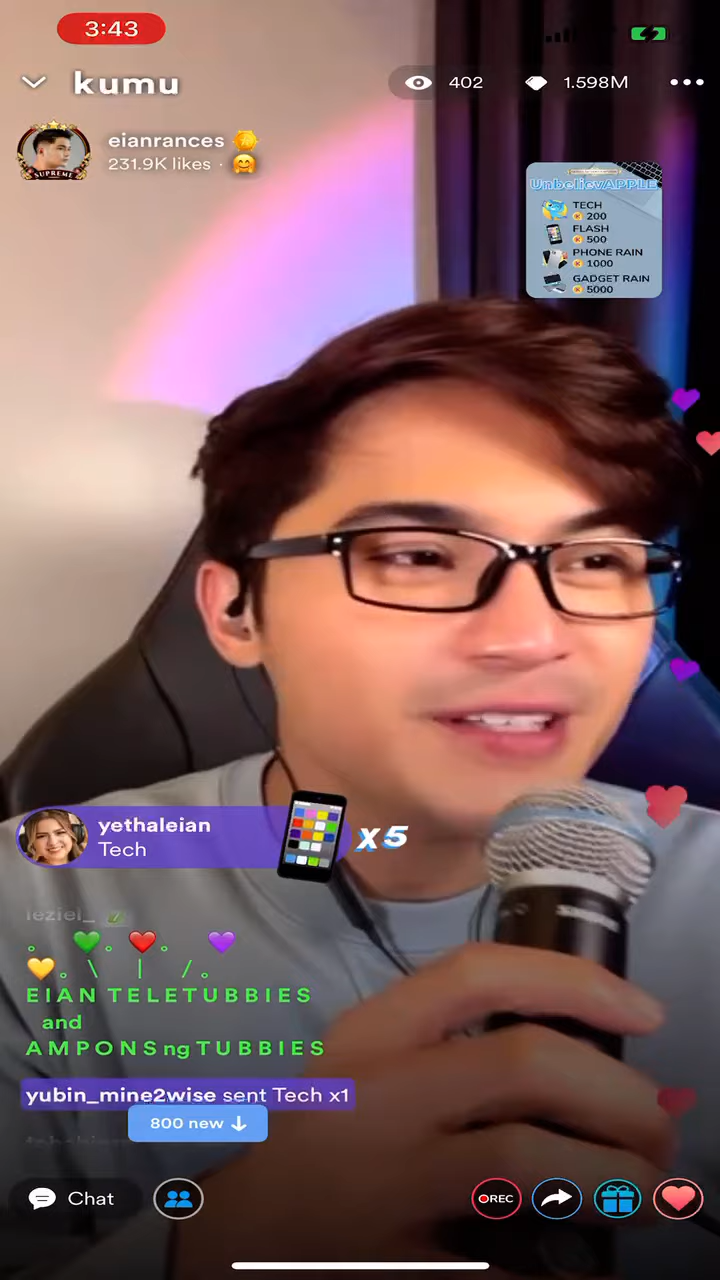 3:43
kumu
402
1.598M
eianrances
231.9K likes ·
SUPREME
UnbelievAPPLE
TECH
200
FLASH
500
PHONE RAIN
1000
GADGET RAIN
5000
yethaleian
Tech
x5
leziel_
EIAN TELETUBBIES
and
AMPONS ng TUBBIES
yubin_mine2wise sent Tech x1
800 new
Chat
REC